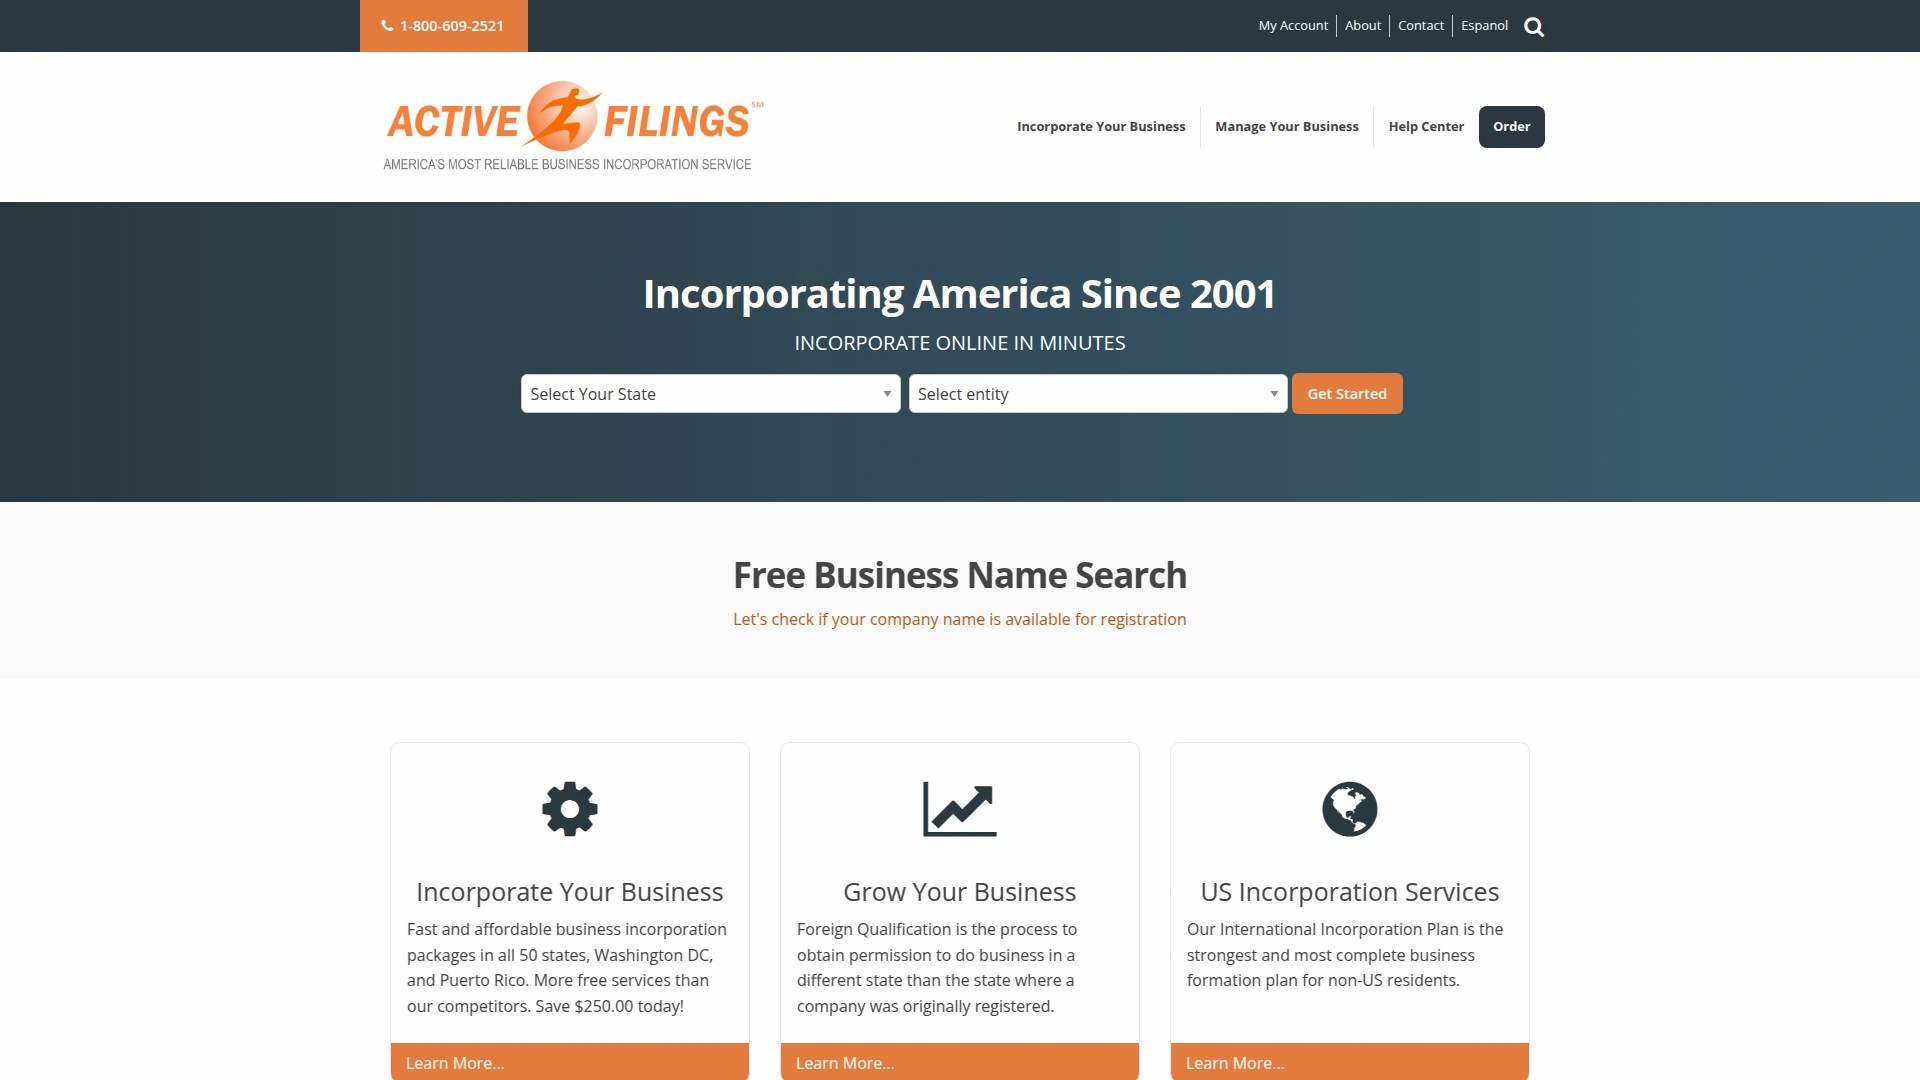 1-800-609-2521
My Account
About
Contact
Espanol
ACTIVE FILINGS SM
AMERICA'S MOST RELIABLE BUSINESS INCORPORATION SERVICE
Incorporate Your Business
Manage Your Business
Help Center
Order
Incorporating America Since 2001
INCORPORATE ONLINE IN MINUTES
Select Your State
Select entity
Get Started
Free Business Name Search
Let's check if your company name is available for registration
Incorporate Your Business
Fast and affordable business incorporation
packages in all 50 states, Washington DC,
and Puerto Rico. More free services than
our competitors. Save $250.00 today!
Learn More...
Grow Your Business
Foreign Qualification is the process to
obtain permission to do business in a
different state than the state where a
company was originally registered.
Learn More...
US Incorporation Services
Our International Incorporation Plan is the
strongest and most complete business
formation plan for non-US residents.
Learn More...